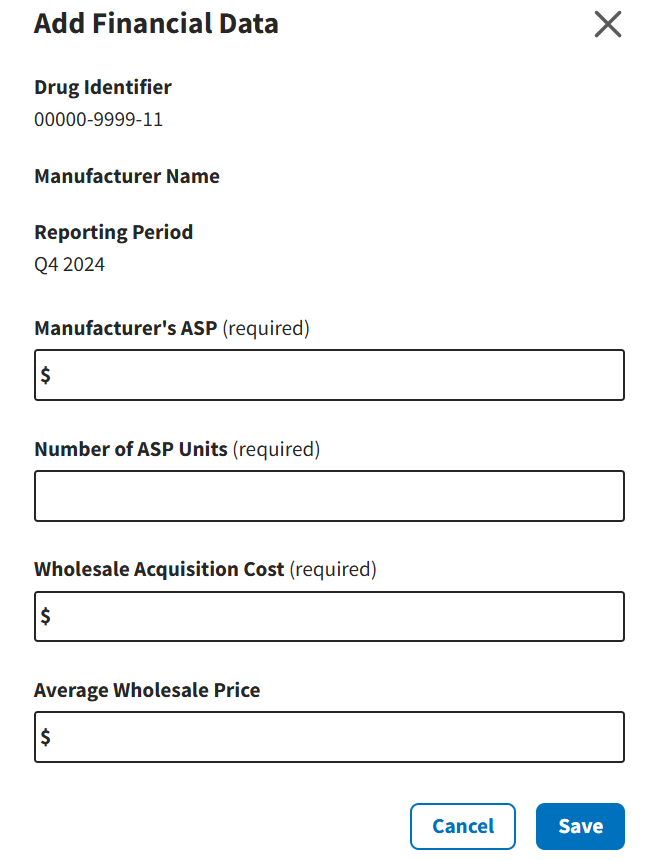 Add Financial Data
Drug Identifier
00000-9999-11
Manufacturer Name
Reporting Period
Q4 2024
Manufacturer's ASP (required)
$
Number of ASP Units (required)
Wholesale Acquisition Cost (required)
$
Average Wholesale Price
$
Cancel Save